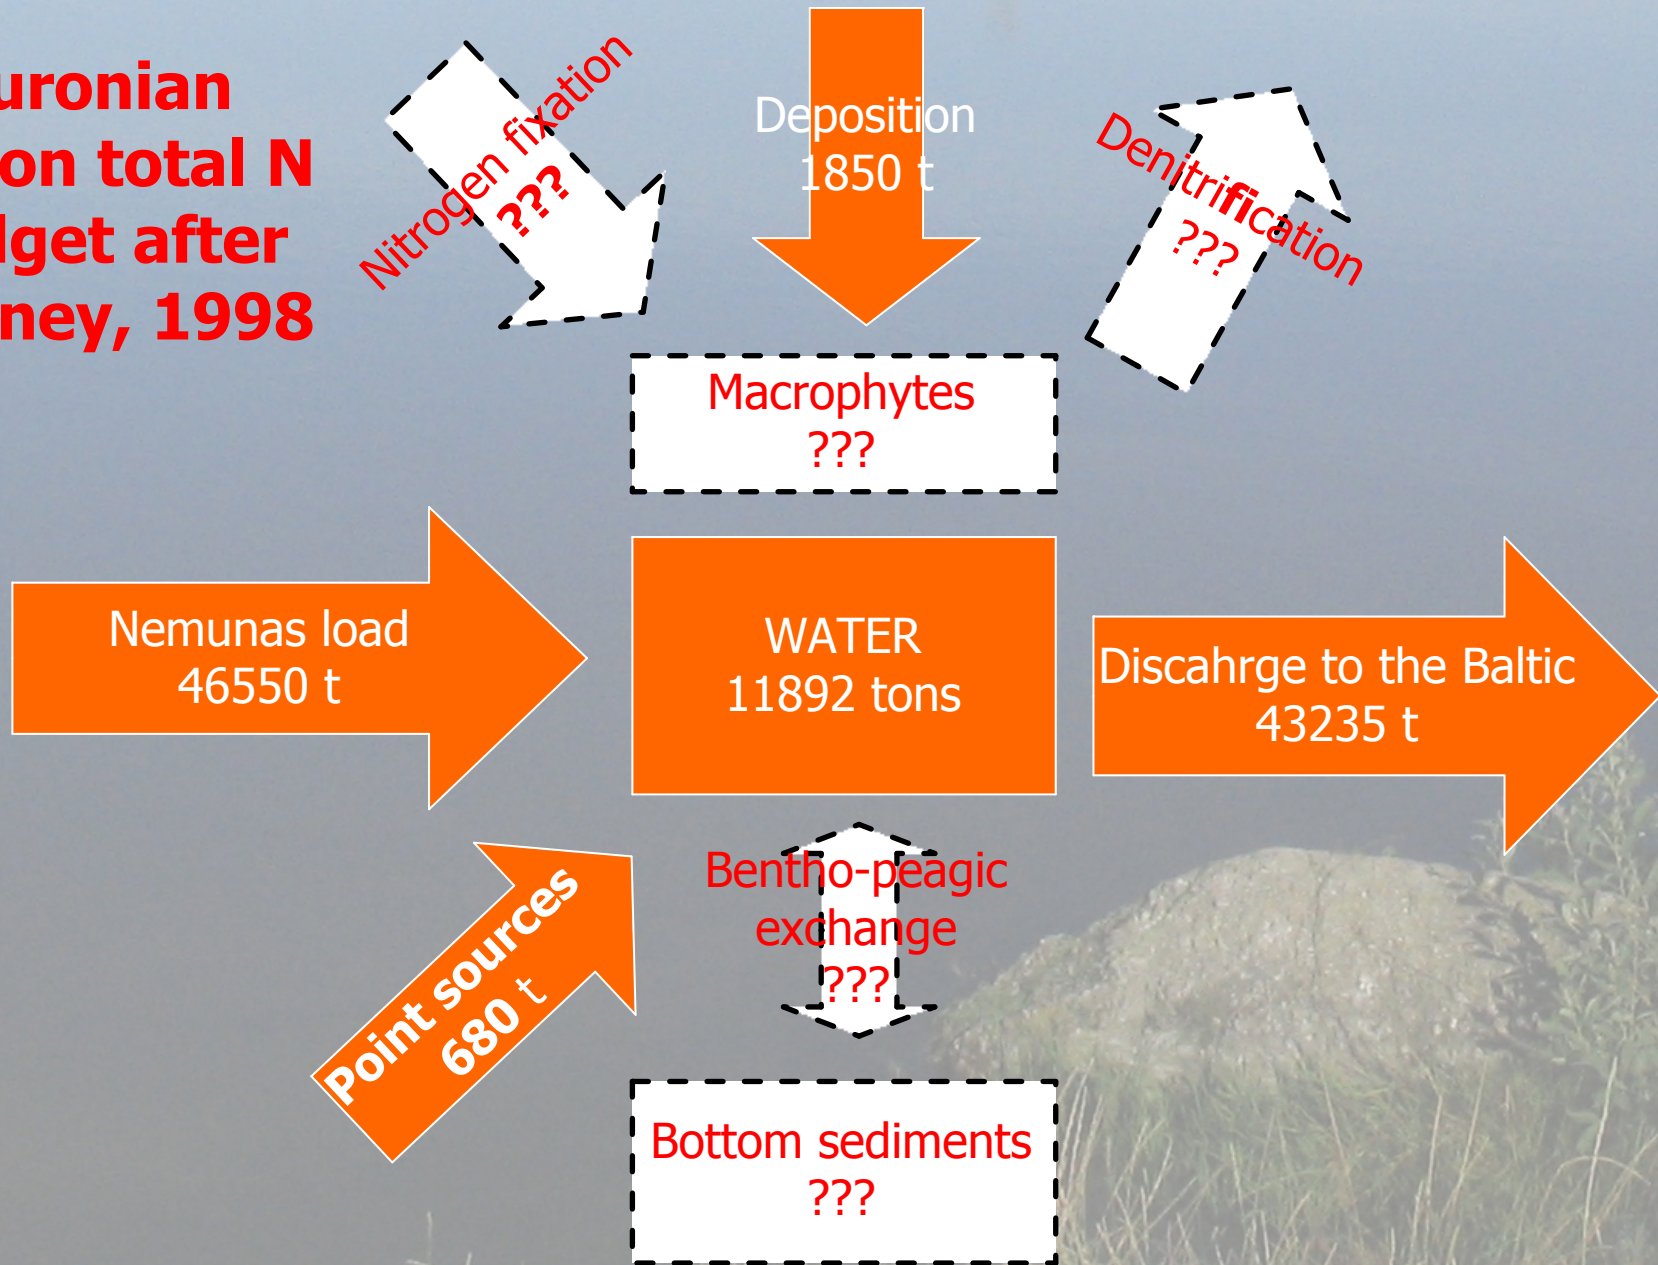 uronian
on total N
lget after
ney, 1998
Nitrogen fixation
???
Deposition
1850 t
Denitrification
???
Macrophytes
???
Nemunas load
46550 t
WATER
11892 tons
Discahrge to the Baltic
43235 t
Point sources
680 t
Bentho-peagic
exchange
???
Bottom sediments
???